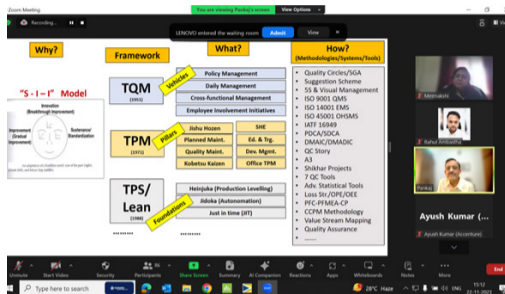 Zoom Meeting
You are viewing Pankaj's screen
View Options
Recording...
LENOVO entered the waiting room
Admit
View
Why?
Framework
What?
How?
(Methodologies/Systems/Tools)
"S - I – I" Model
Innovation
(Breakthrough Improvement)
Improvement
(Gradual
Improvement)
Sustenance/
Standardisation
TQM
(1951)
Vehicles
Policy Management
Daily Management
Cross-functional Management
Employee Involvement Initiatives
TPM
(1971)
Pillars
Jishu Hozen
SHE
Planned Maint.
Ed. & Trg.
Quality Maint.
Dev. Mgmt.
Kobetsu Kaizen
Office TPM
TPS/
Lean
(1988)
Foundations
Heinjuka (Production Levelling)
Jidoka (Autonomation)
Just in time (JIT)
.........
.........
• Quality Circles/SGA
• Suggestion Scheme
• 5S & Visual Management
• ISO 9001 QMS
• ISO 14001 EMS
• ISO 45001 OHSMS
• IATF 16949
• PDCA/SDCA
• DMAIC/DMADIC
• QC Story
• A3
• Shikhar Projects
• 7 QC Tools
• Adv. Statistical Tools
• Loss Str./OPE/OEE
• PFC-PFMEA-CP
• CCPM Methodology
• Value Stream Mapping
• Quality Assurance
• ......
Meenakshi
Rahul Ambastha
Pankaj
Ayush Kumar (...
Ayush Kumar (Accenture)
Unmute
Start Video
Security
Participants
Share Screen
Summary
AI Companion
Reactions
Apps
Whiteboards
Notes
More
End
Type here to search
28°C Haze
ENG
15:12
22-11-2023